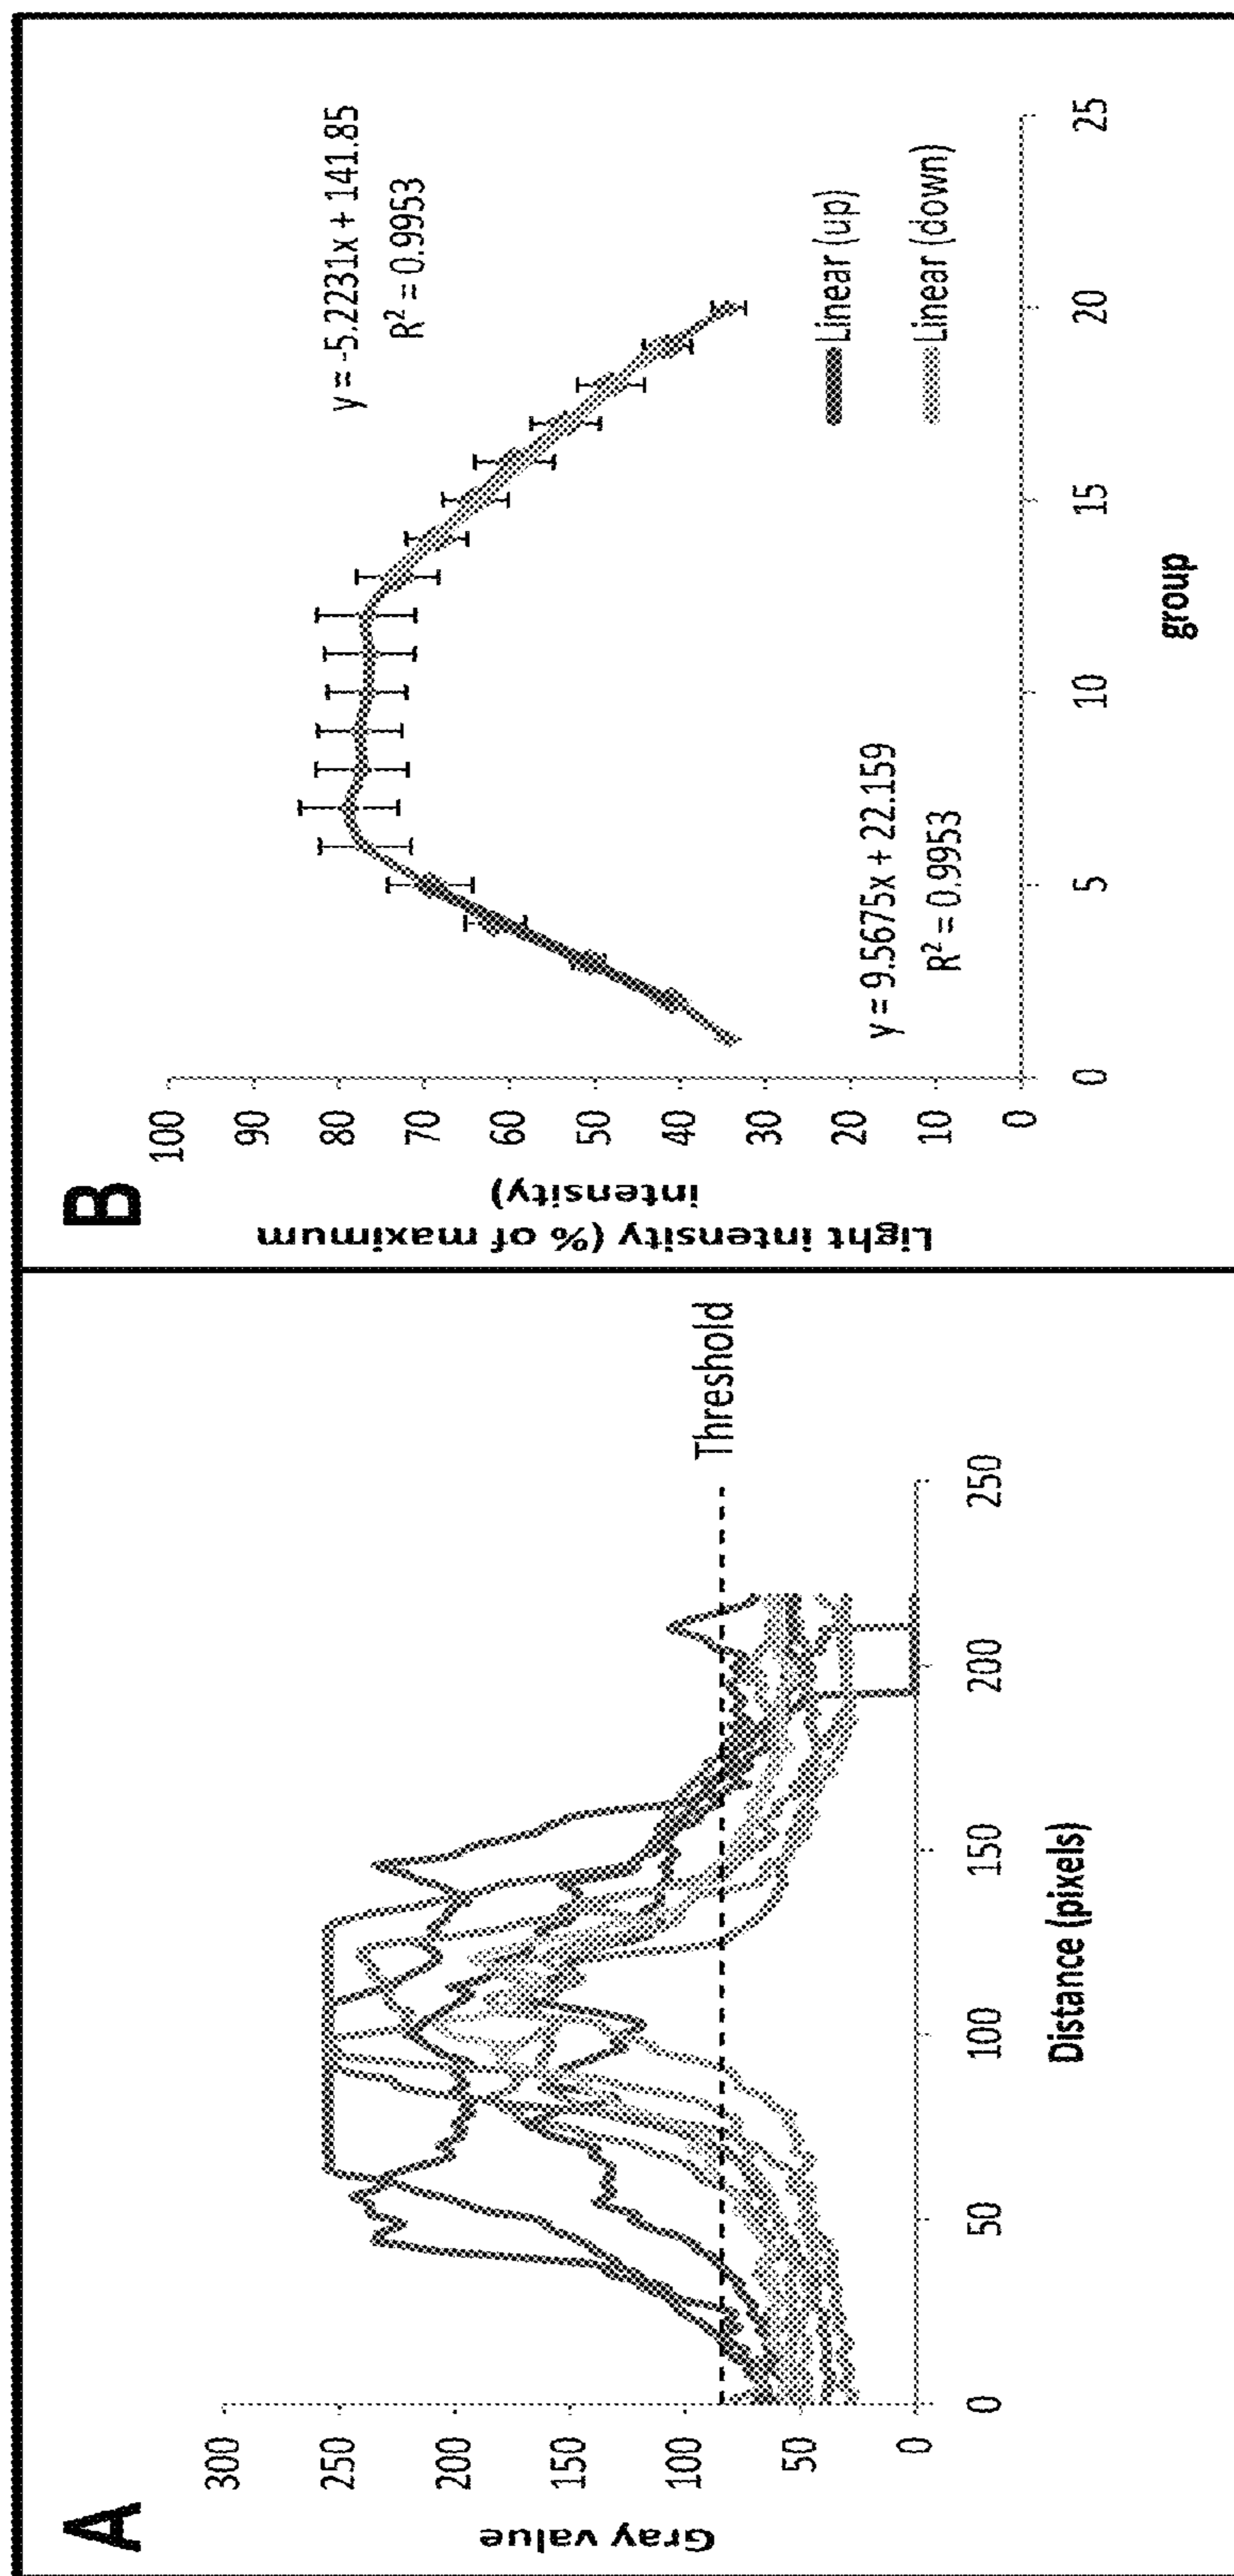 A
Gray value
300
250
200
150
100
50
0
0 50 100 150 200 250
Distance (pixels)
Threshold
B
Light intensity (% of maximum
intensity)
100
90
80
70
60
50
40
30
20
10
0
0 5 10 15 20 25
group
y = -5.2231x + 141.85
R² = 0.9953
y = 9.5675x + 22.159
R² = 0.9953
Linear (up)
Linear (down)